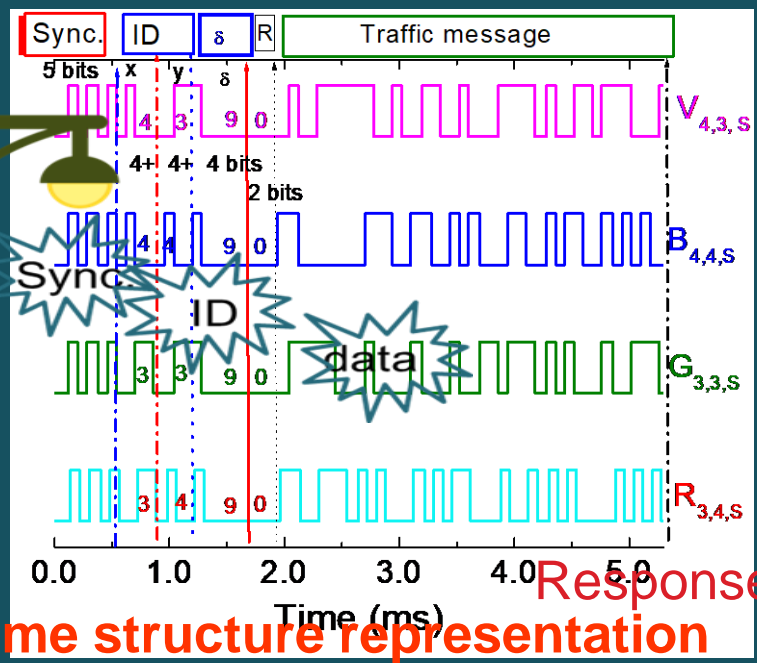 Sync. ID δ R Traffic message
5 bits x y δ
4 3 9 0 V4,3, S
4+ 4+ 4 bits
2 bits
4 4 9 0 B4,4,S
Sync.
ID
data
3 3 9 0 G3,3,S
3 4 9 0 R3,4,S
0.0 1.0 2.0 3.0 4.0 5.0
Response
Time (ms)
me structure representation